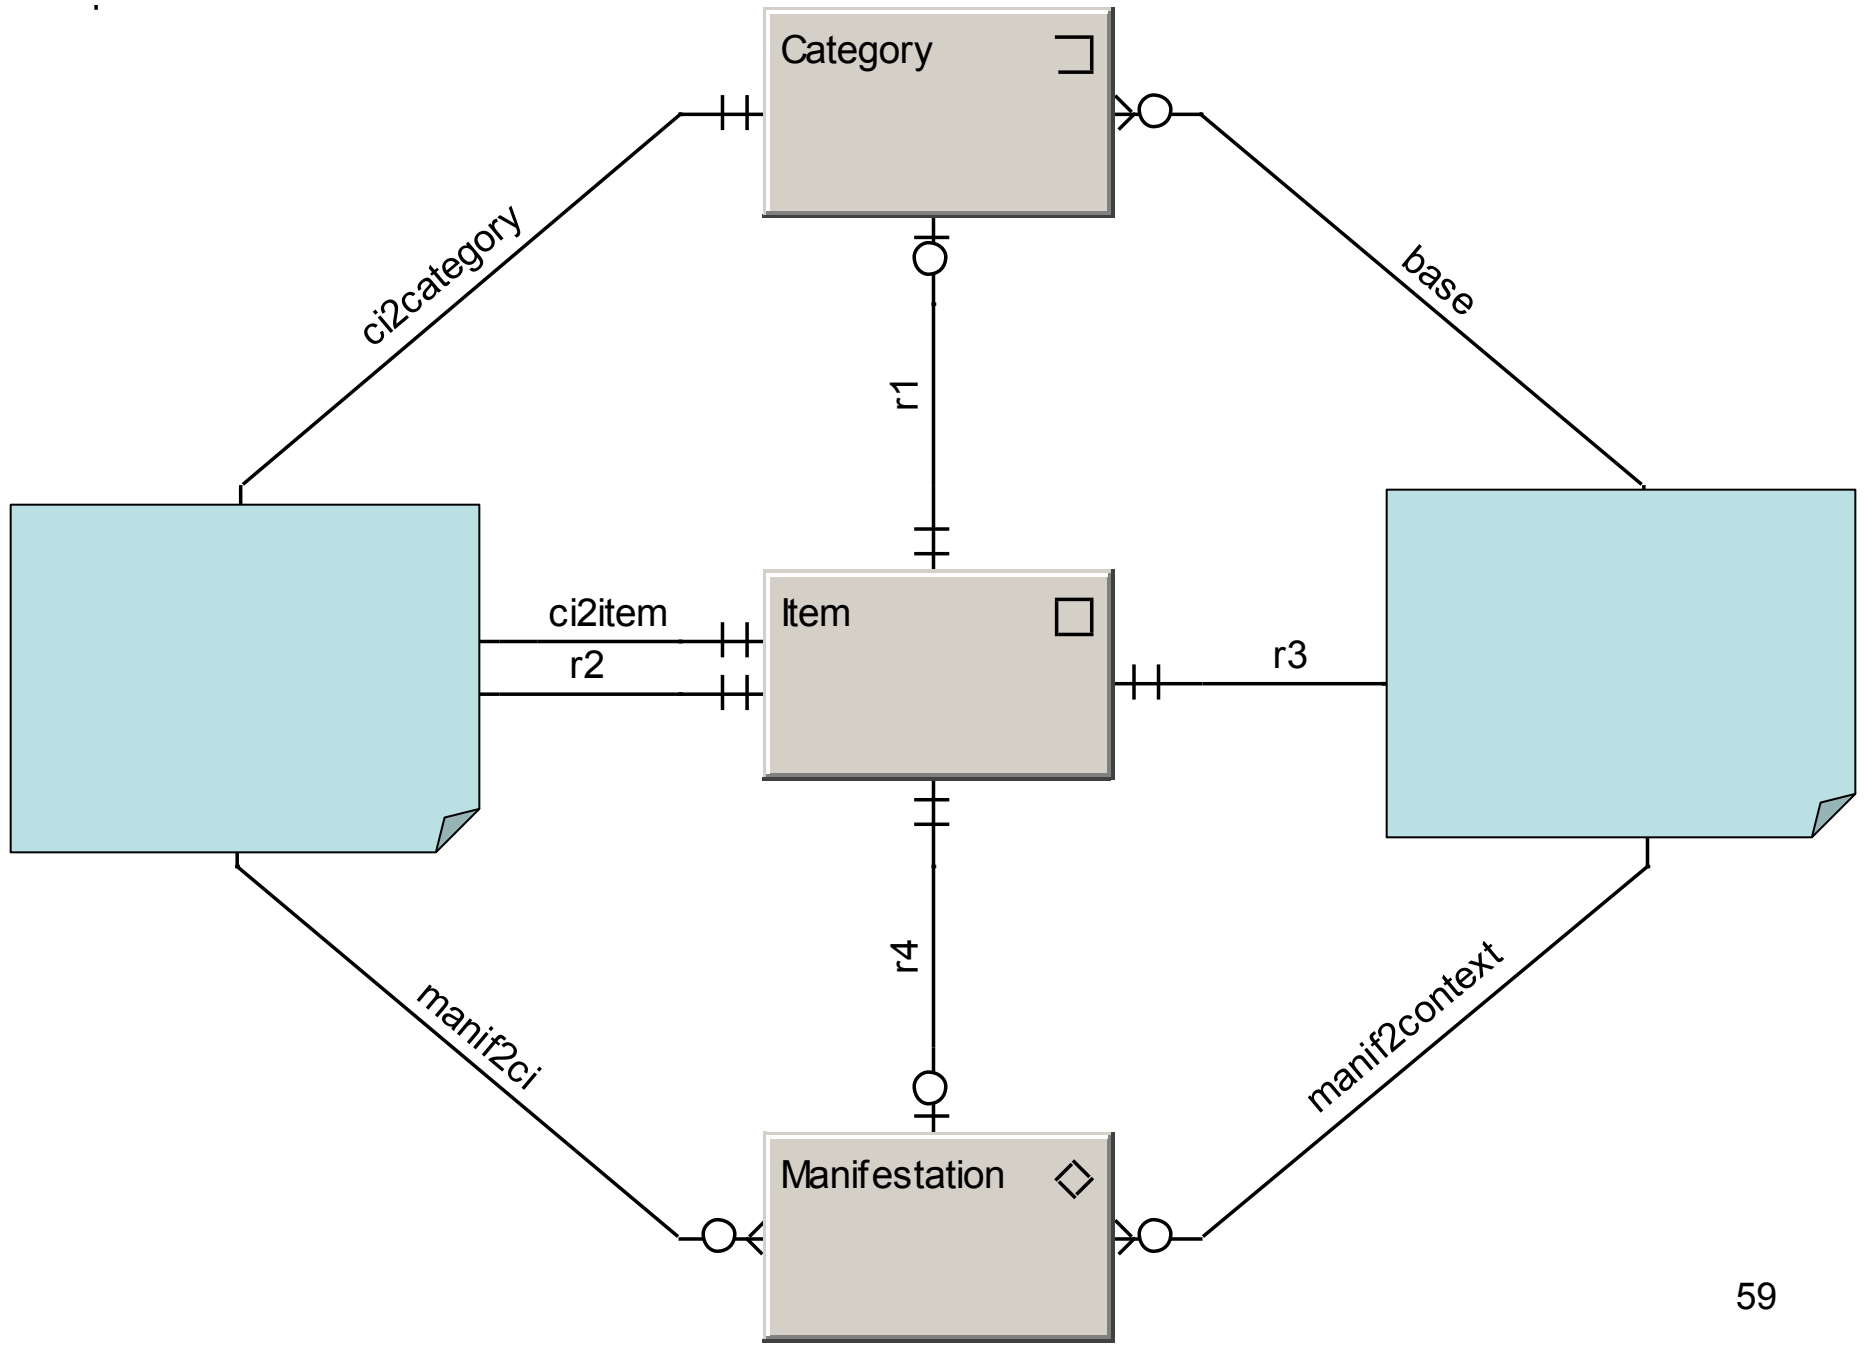 Category
ci2category
base
r1
ci2item
Item
r2
r3
r4
manif2ci
manif2context
Manifestation
59